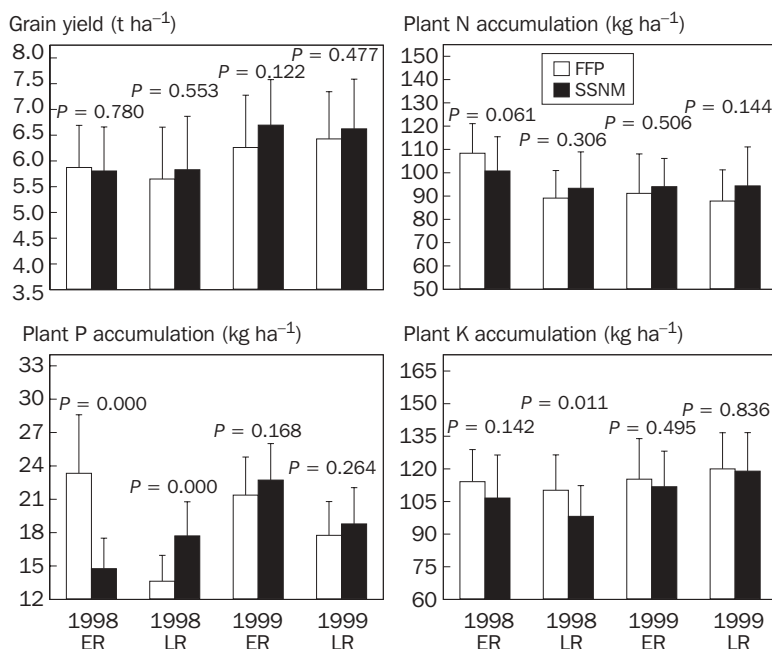 Grain yield (t ha⁻¹)
8.0
7.5
7.0
6.5
6.0
5.5
5.0
4.5
4.0
3.5
P = 0.780
P = 0.553
P = 0.122
P = 0.477
Plant N accumulation (kg ha⁻¹)
150
140
130
120
110
100
90
80
70
60
50
FFP
SSNM
P = 0.061
P = 0.306
P = 0.506
P = 0.144
Plant P accumulation (kg ha⁻¹)
33
30
27
24
21
18
15
12
P = 0.000
P = 0.000
P = 0.168
P = 0.264
1998 1998 1999 1999
ER LR ER LR
Plant K accumulation (kg ha⁻¹)
165
150
135
120
105
90
75
60
P = 0.142
P = 0.011
P = 0.495
P = 0.836
1998 1998 1999 1999
ER LR ER LR